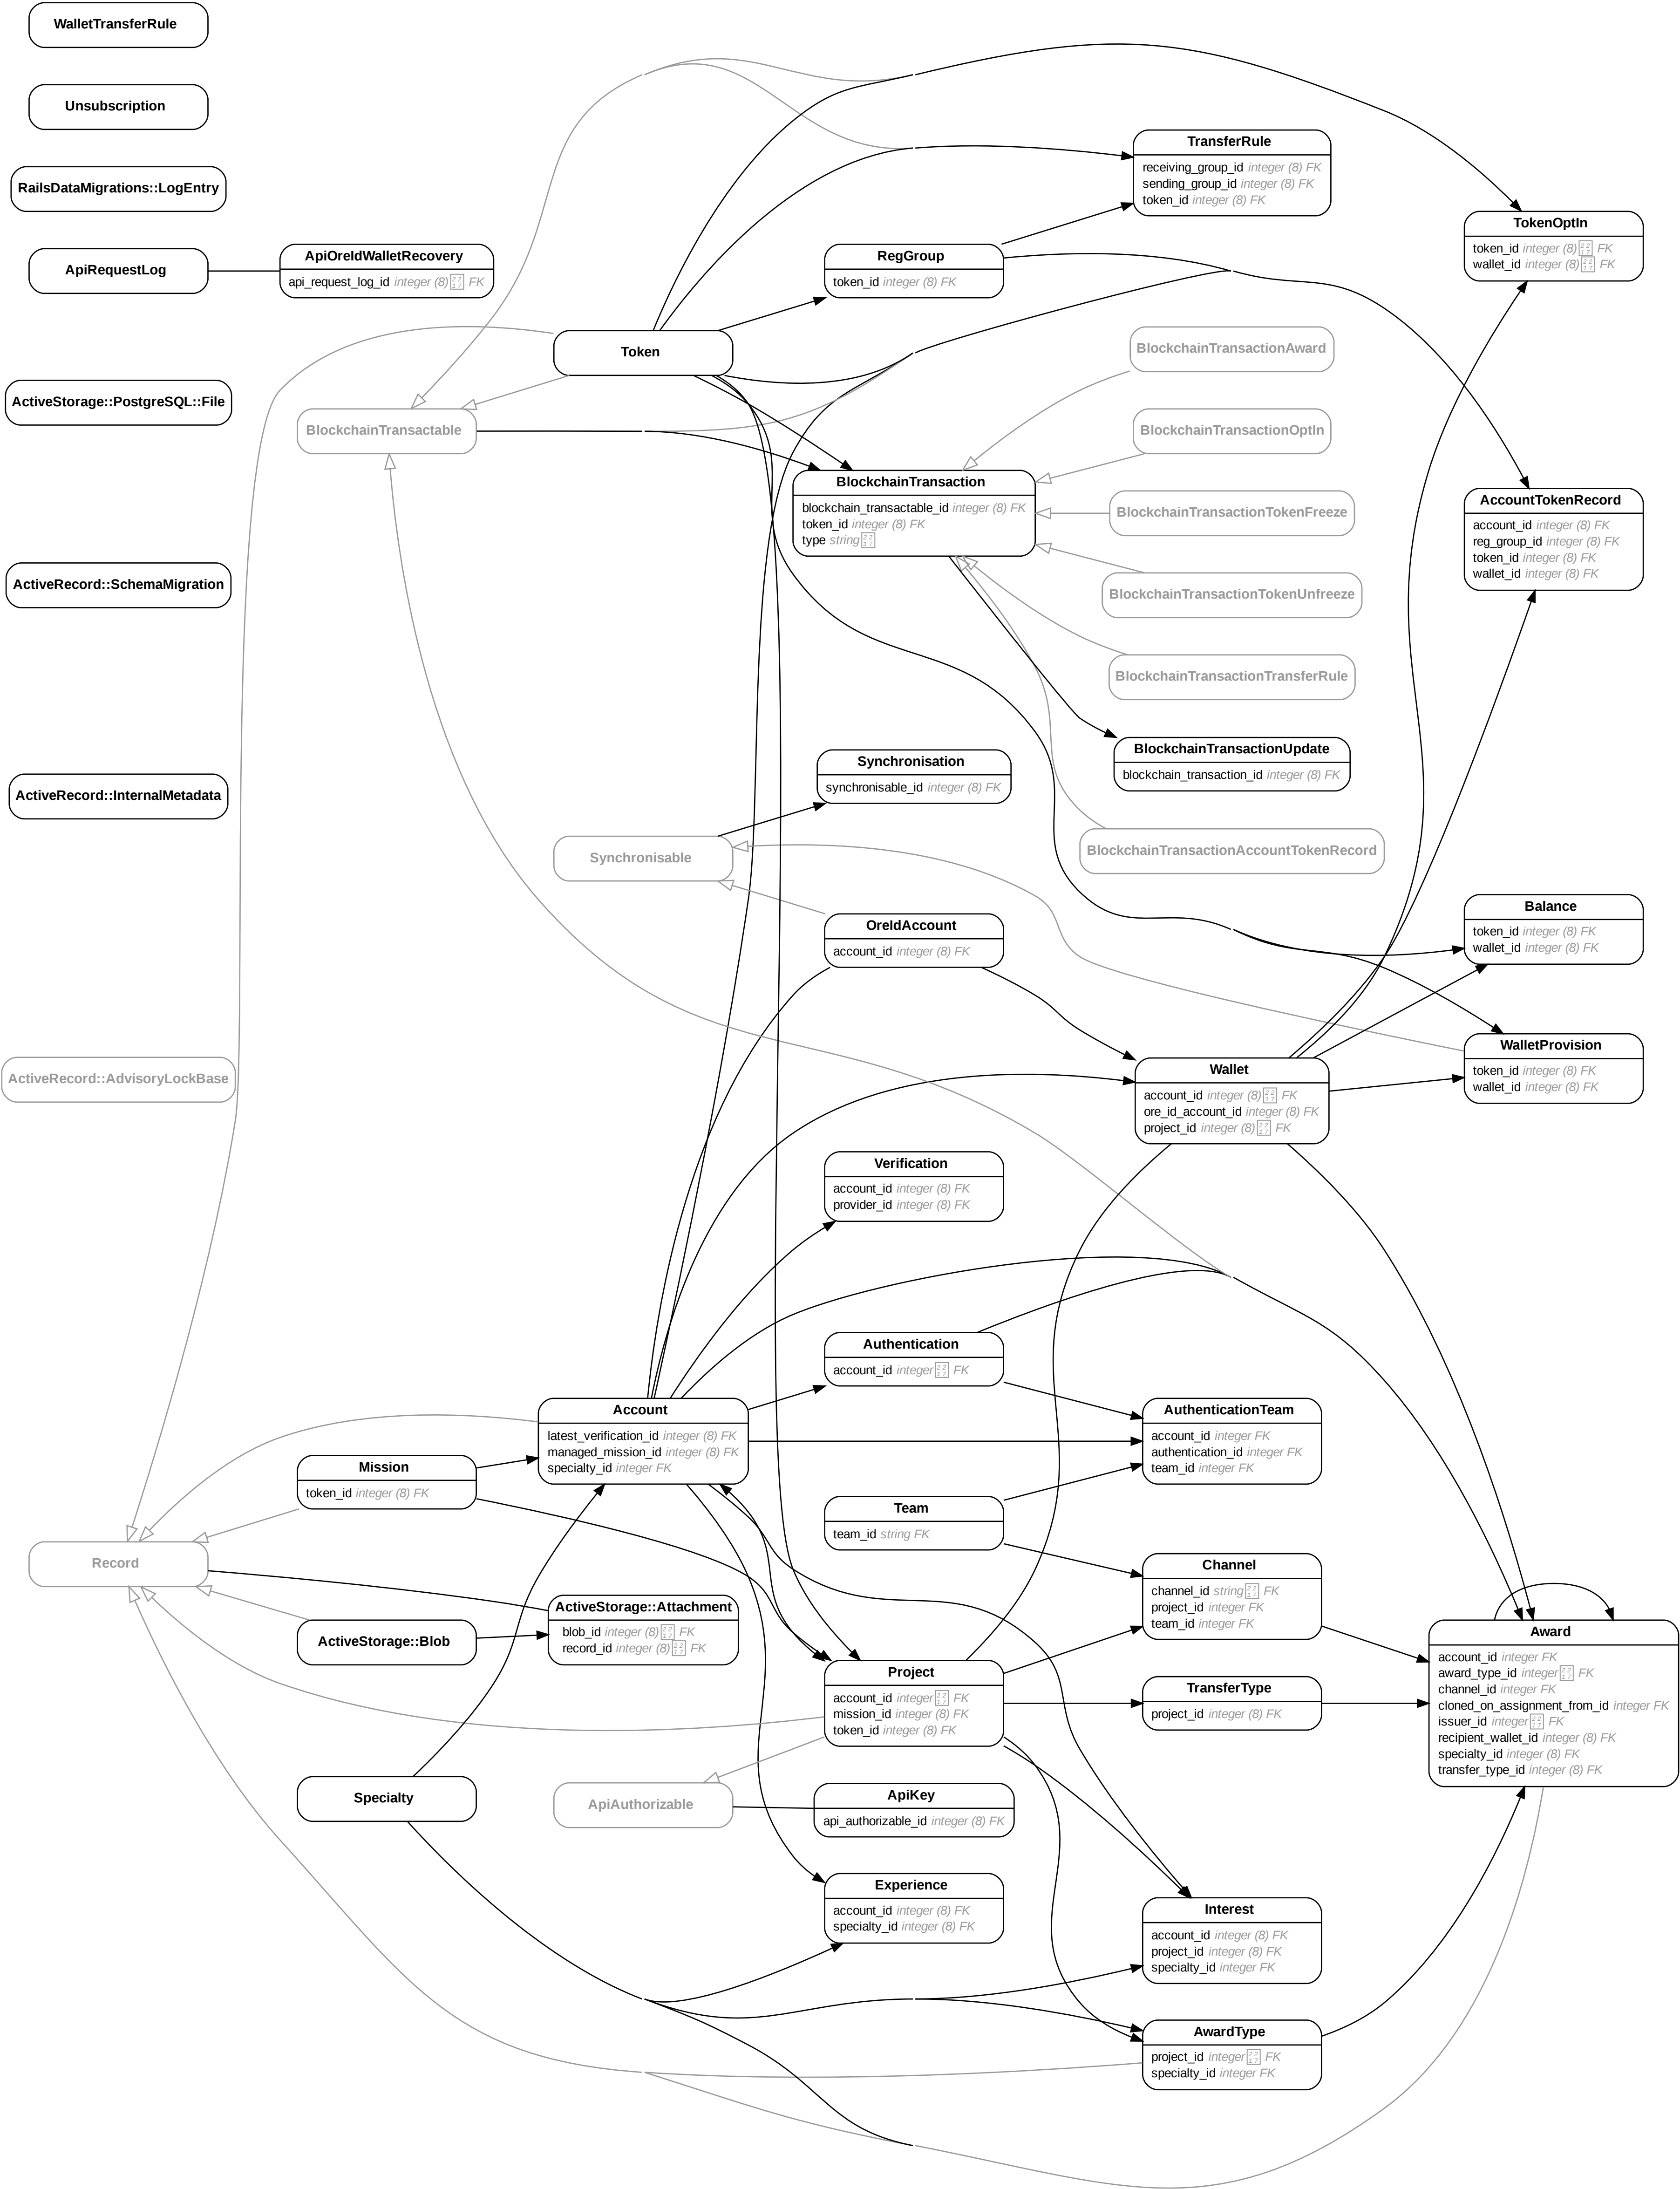 WalletTransferRule
Unsubscription
RailsDataMigrations::LogEntry
ApiRequestLog
ActiveStorage::PostgreSQL::File
ActiveRecord::SchemaMigration
ActiveRecord::InternalMetadata
ActiveRecord::AdvisoryLockBase
Record
ApiOreIdWalletRecovery
api_request_log_id integer (8) ∗ FK
BlockchainTransactable
Mission
token_id integer (8) FK
ActiveStorage::Blob
Specialty
Token
Synchronisable
Account
latest_verification_id integer (8) FK
managed_mission_id integer (8) FK
specialty_id integer FK
ActiveStorage::Attachment
blob_id integer (8) ∗ FK
record_id integer (8) ∗ FK
ApiAuthorizable
RegGroup
token_id integer (8) FK
BlockchainTransaction
blockchain_transactable_id integer (8) FK
token_id integer (8) FK
type string ∗
Synchronisation
synchronisable_id integer (8) FK
OreIdAccount
account_id integer (8) FK
Verification
account_id integer (8) FK
provider_id integer (8) FK
Authentication
account_id integer ∗ FK
Team
team_id string FK
Project
account_id integer ∗ FK
mission_id integer (8) FK
token_id integer (8) FK
ApiKey
api_authorizable_id integer (8) FK
Experience
account_id integer (8) FK
specialty_id integer (8) FK
TransferRule
receiving_group_id integer (8) FK
sending_group_id integer (8) FK
token_id integer (8) FK
BlockchainTransactionAward
BlockchainTransactionOptIn
BlockchainTransactionTokenFreeze
BlockchainTransactionTokenUnfreeze
BlockchainTransactionTransferRule
BlockchainTransactionUpdate
blockchain_transaction_id integer (8) FK
BlockchainTransactionAccountTokenRecord
Wallet
account_id integer (8) ∗ FK
ore_id_account_id integer (8) FK
project_id integer (8) ∗ FK
AuthenticationTeam
account_id integer FK
authentication_id integer FK
team_id integer FK
Channel
channel_id string ∗ FK
project_id integer FK
team_id integer FK
TransferType
project_id integer (8) FK
Interest
account_id integer (8) FK
project_id integer (8) FK
specialty_id integer FK
AwardType
project_id integer ∗ FK
specialty_id integer FK
TokenOptIn
token_id integer (8) ∗ FK
wallet_id integer (8) ∗ FK
AccountTokenRecord
account_id integer (8) FK
reg_group_id integer (8) FK
token_id integer (8) FK
wallet_id integer (8) FK
Balance
token_id integer (8) FK
wallet_id integer (8) FK
WalletProvision
token_id integer (8) FK
wallet_id integer (8) FK
Award
account_id integer FK
award_type_id integer ∗ FK
channel_id integer FK
cloned_on_assignment_from_id integer FK
issuer_id integer ∗ FK
recipient_wallet_id integer (8) FK
specialty_id integer (8) FK
transfer_type_id integer (8) FK